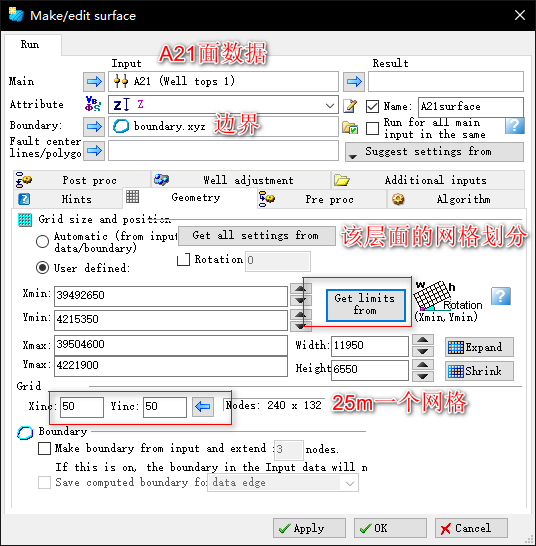 Make/edit surface
Run
Input
A21面数据
Result
Main
A21 (Well tops 1)
Attribute
Z
Name:
A21surface
Boundary:
boundary.xyz
边界
Run for all main
input in the same
Fault center
lines/polygo
Suggest settings from
Post proc
Well adjustment
Additional inputs
Hints
Geometry
Pre proc
Algorithm
Grid size and position
Automatic (from input
data/boundary)
Get all settings from
该层面的网格划分
User defined:
Rotation
0
Xmin:
39492650
Get limits
from
w
h
Rotation
(Xmin,Ymin)
Ymin:
4215350
Xmax:
39504600
Width:
11950
Expand
Ymax:
4221900
Height
6550
Shrink
Grid
Xinc:
50
Yinc:
50
Nodes: 240 x 132
25m一个网格
Boundary
Make boundary from input and extend
3
nodes.
If this is on, the boundary in the Input data will n
Save computed boundary fo
data edge
Apply
OK
Cancel